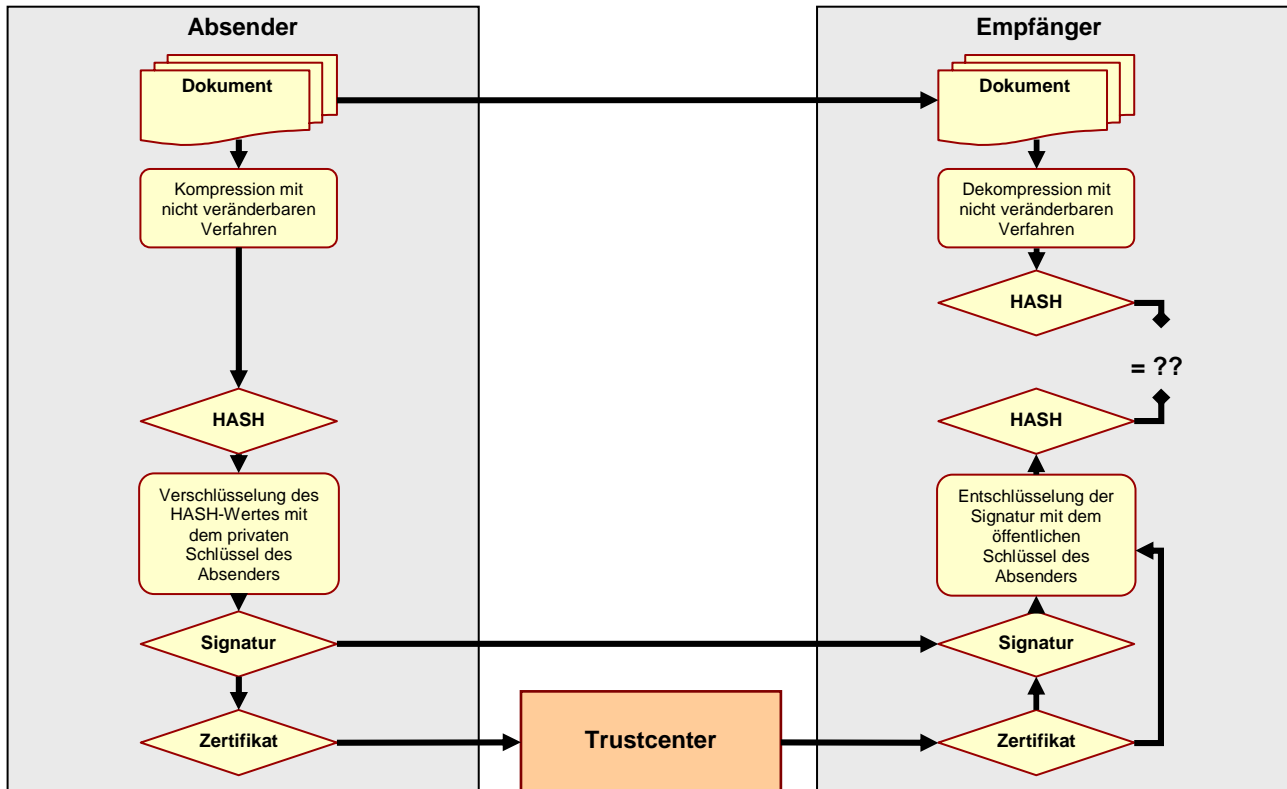 Absender
Dokument
Kompression mit
nicht veränderbaren
Verfahren
HASH
Verschlüsselung des
HASH-Wertes mit
dem privaten
Schlüssel des
Absenders
Signatur
Zertifikat
Trustcenter
Empfänger
Dokument
Dekompression mit
nicht veränderbaren
Verfahren
HASH
= ??
HASH
Entschlüsselung der
Signatur mit dem
öffentlichen
Schlüssel des
Absenders
Signatur
Zertifikat